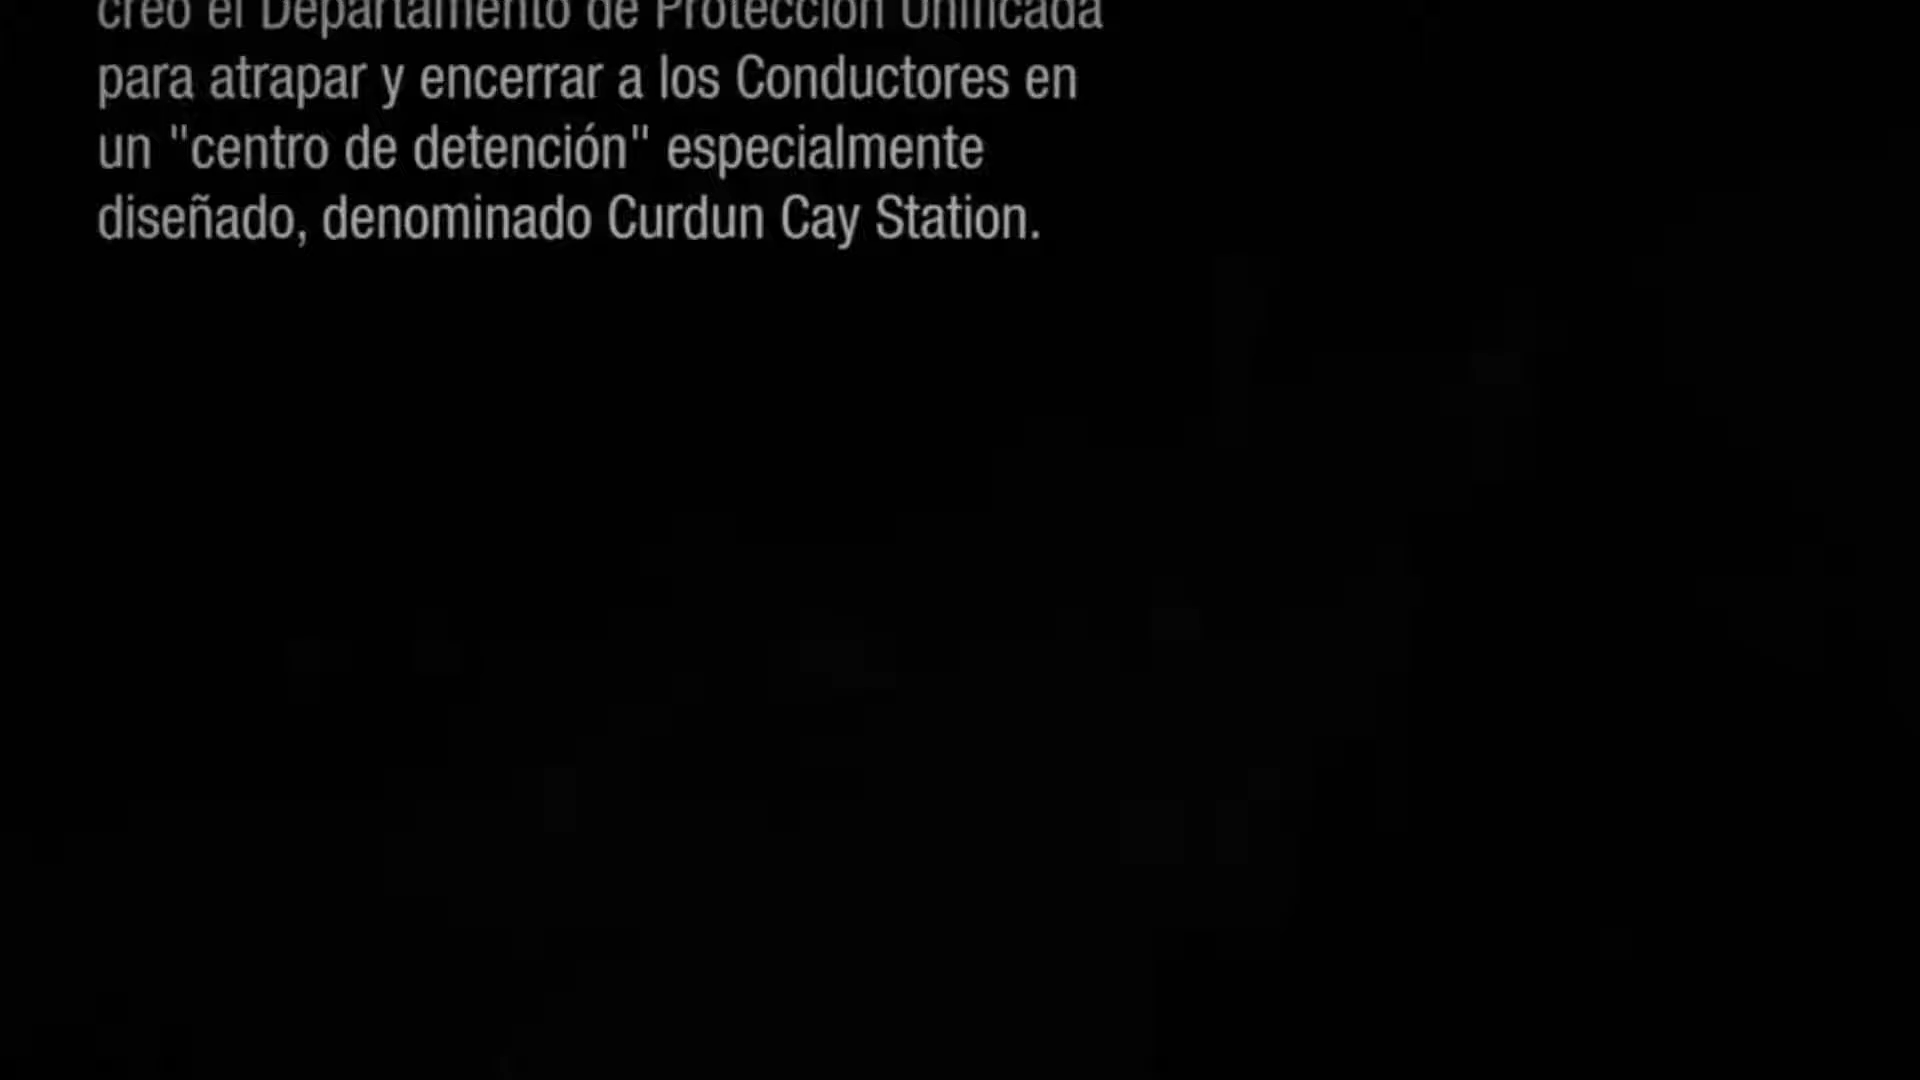 creó el Departamento de Protección Unificada
para atrapar y encerrar a los Conductores en
un "centro de detención" especialmente
diseñado, denominado Curdun Cay Station.